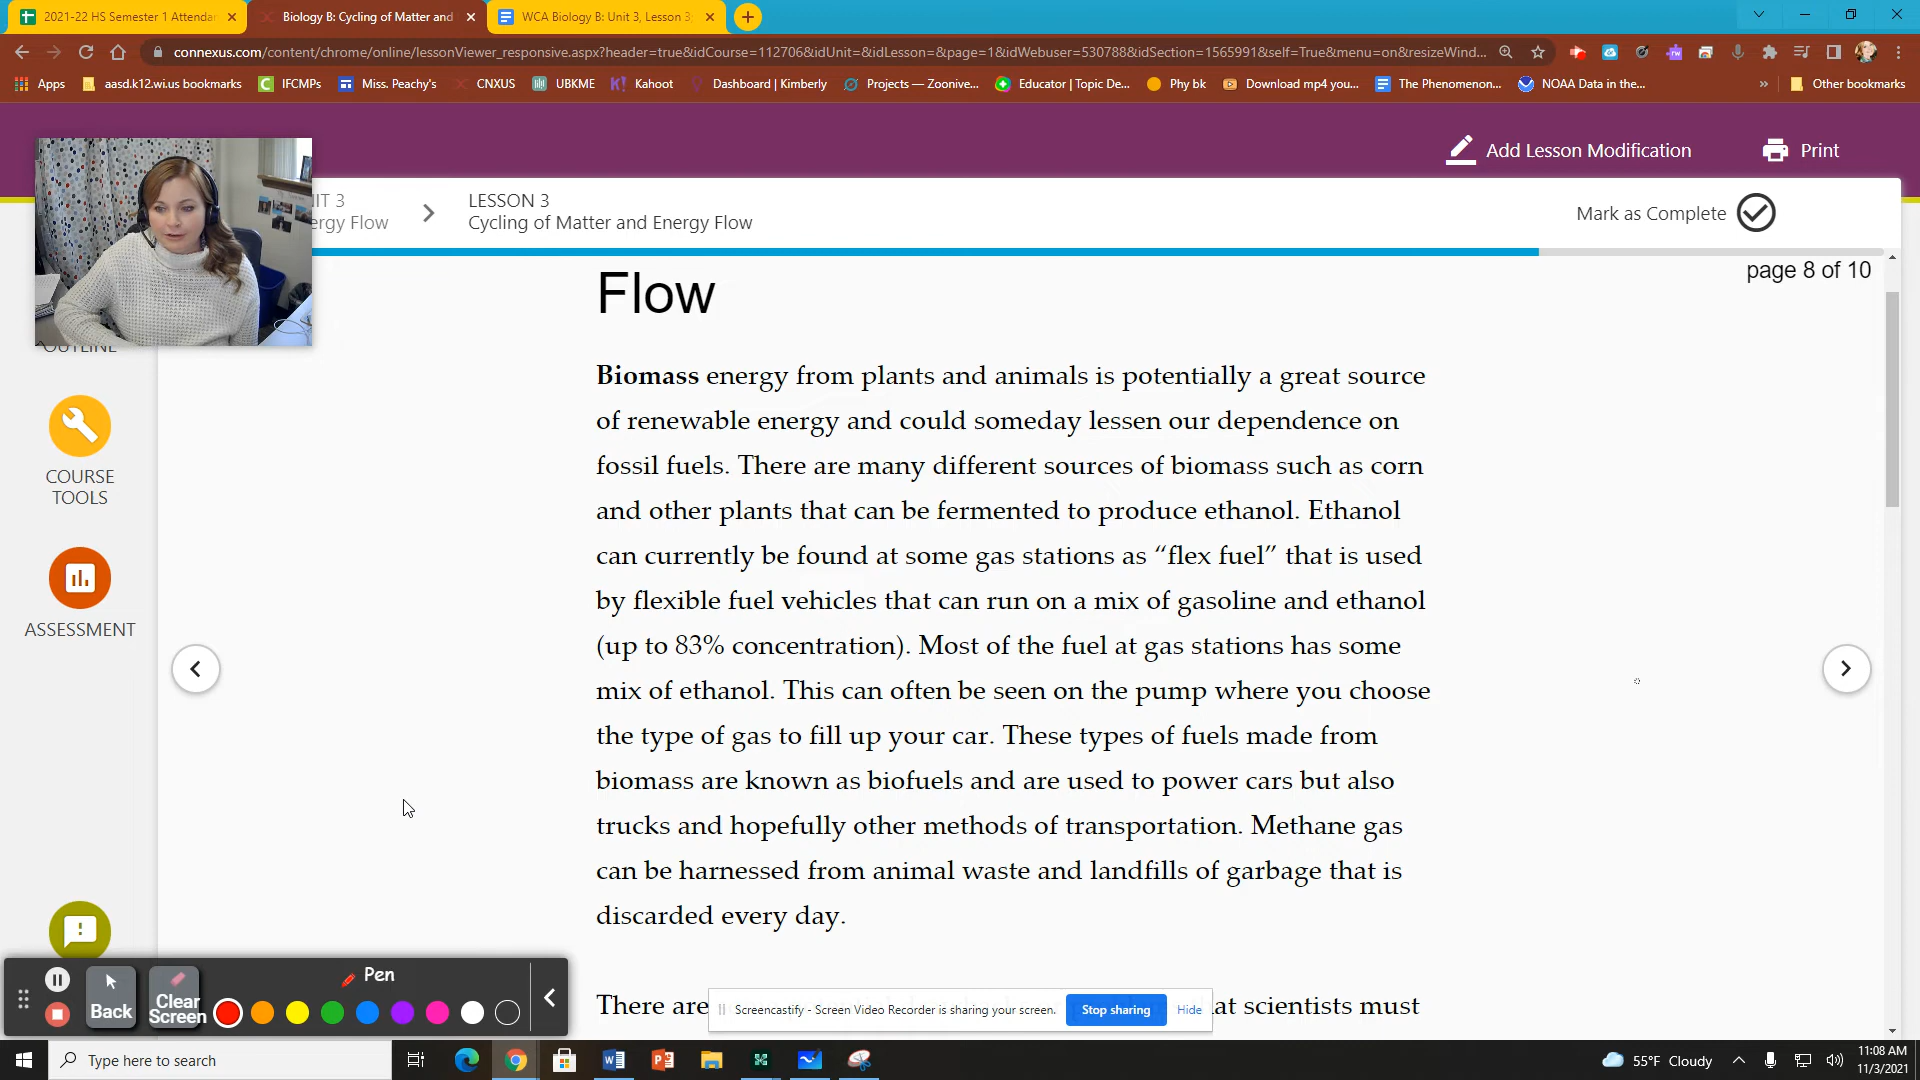 2021-22 HS Semester 1 Attendar
Biology B: Cycling of Matter and
WCA Biology B: Unit 3, Lesson 3
connexus.com/content/chrome/online/lessonViewer_responsive.aspx?header=true&idCourse=112706&idUnit=&idLesson=&page=1&idWebuser=530788&idSection=1565991&self=True&menu=on&resizeWind...
Apps aasd.k12.wi.us bookmarks IFCMPs Miss. Peachy's CNXUS UBKME Kahoot Dashboard | Kimberly Projects — Zoonive... Educator | Topic De... Phy bk Download mp4 you... The Phenomenon... NOAA Data in the... » Other bookmarks
Add Lesson Modification Print
IT 3
ergy Flow
LESSON 3
Cycling of Matter and Energy Flow
Mark as Complete
page 8 of 10
OUTLINE
COURSE
TOOLS
ASSESSMENT
Flow
Biomass energy from plants and animals is potentially a great source
of renewable energy and could someday lessen our dependence on
fossil fuels. There are many different sources of biomass such as corn
and other plants that can be fermented to produce ethanol. Ethanol
can currently be found at some gas stations as “flex fuel” that is used
by flexible fuel vehicles that can run on a mix of gasoline and ethanol
(up to 83% concentration). Most of the fuel at gas stations has some
mix of ethanol. This can often be seen on the pump where you choose
the type of gas to fill up your car. These types of fuels made from
biomass are known as biofuels and are used to power cars but also
trucks and hopefully other methods of transportation. Methane gas
can be harnessed from animal waste and landfills of garbage that is
discarded every day.
There are at scientists must
Screencastify - Screen Video Recorder is sharing your screen. Stop sharing Hide
Pen
Back
Clear
Screen
Type here to search
55°F Cloudy
11:08 AM
11/3/2021